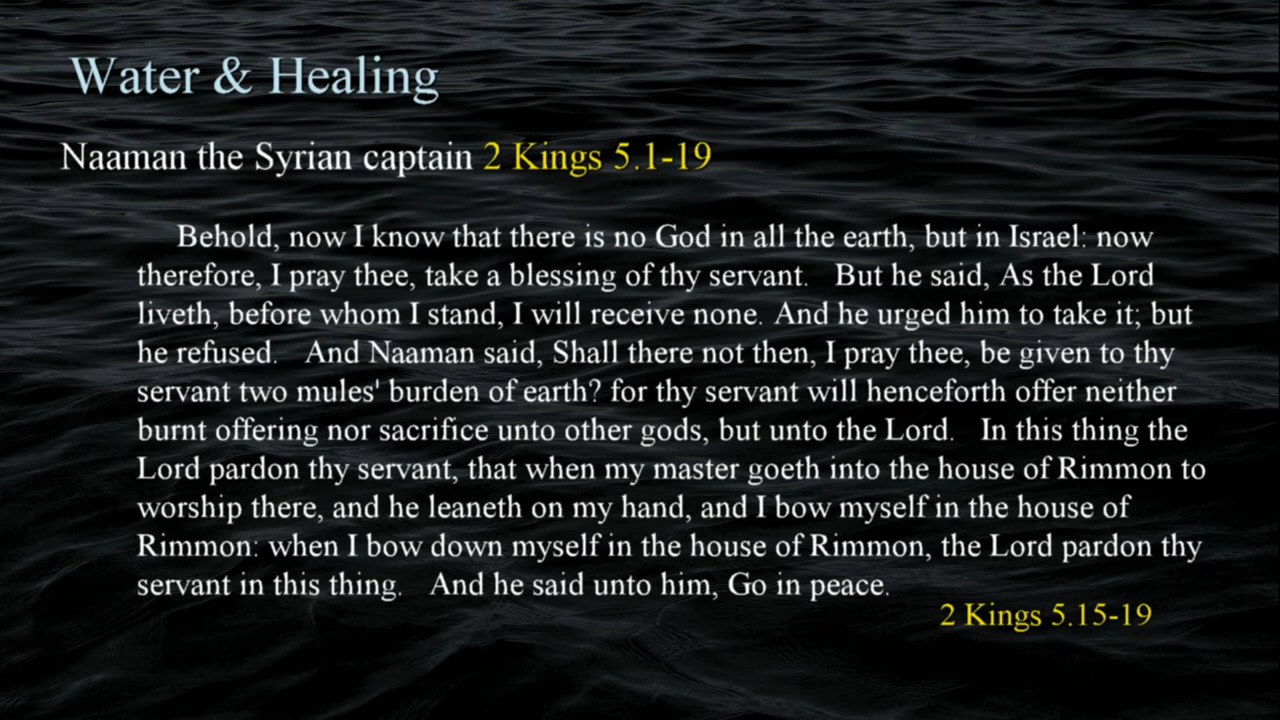 Water & Healing
Naaman the Syrian captain 2 Kings 5.1-19
Behold, now I know that there is no God in all the earth, but in Israel: now
therefore, I pray thee, take a blessing of thy servant. But he said, As the Lord
liveth, before whom I stand, I will receive none. And he urged him to take it; but
he refused. And Naaman said, Shall there not then, I pray thee, be given to thy
servant two mules' burden of earth? for thy servant will henceforth offer neither
burnt offering nor sacrifice unto other gods, but unto the Lord. In this thing the
Lord pardon thy servant, that when my master goeth into the house of Rimmon to
worship there, and he leaneth on my hand, and I bow myself in the house of
Rimmon: when I bow down myself in the house of Rimmon, the Lord pardon thy
servant in this thing. And he said unto him, Go in peace.
2 Kings 5.15-19